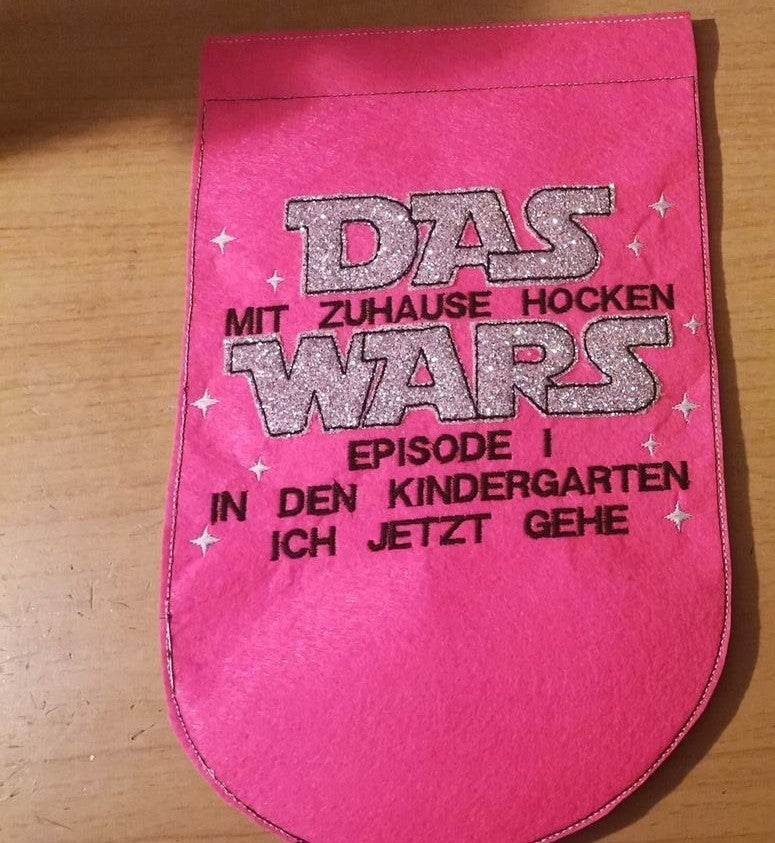 DAS
MIT ZUHAUSE HOCKEN
WARS
EPISODE I
IN DEN KINDERGARTEN
ICH JETZT GEHE